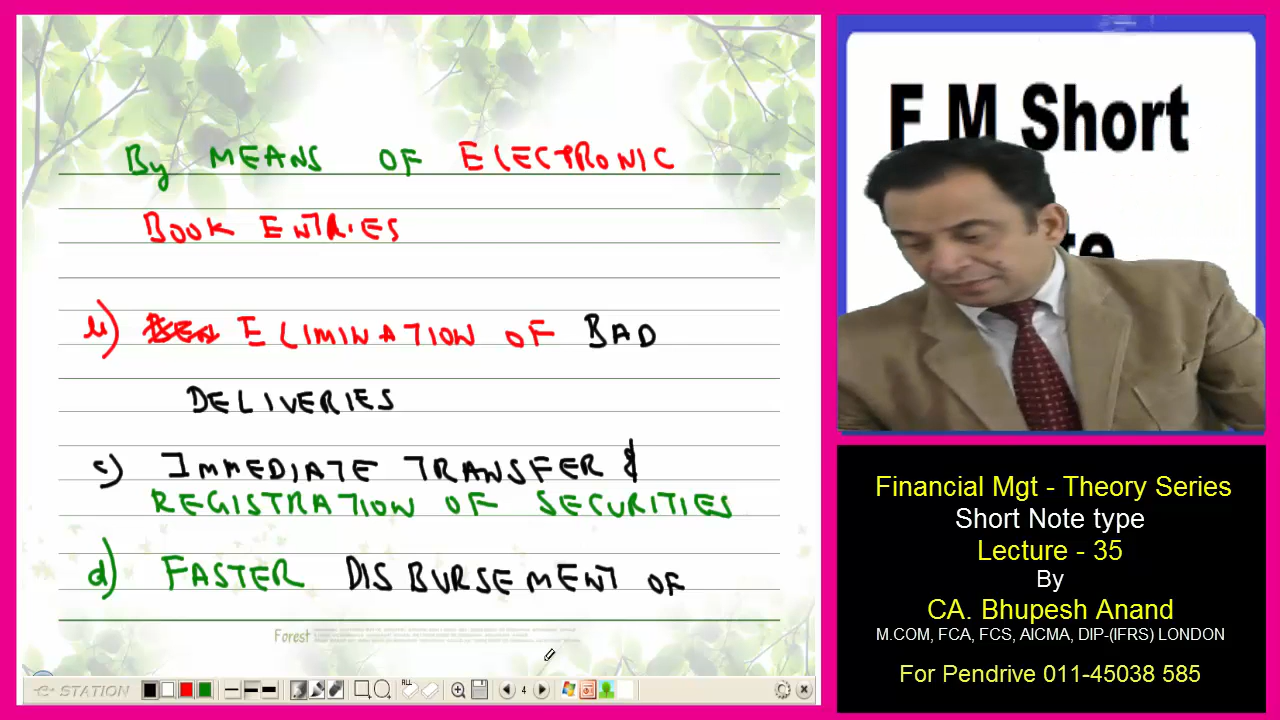 By MEANS OF ELECTRONIC
BOOK ENTRIES
b) ELIMINATION OF BAD
DELIVERIES
c) IMMEDIATE TRANSFER &
REGISTRATION OF SECURITIES
d) FASTER DISBURSEMENT OF
Forest
e-STATION
ALL
4
F M Short
Financial Mgt - Theory Series
Short Note type
Lecture - 35
By
CA. Bhupesh Anand
M.COM, FCA, FCS, AICMA, DIP-(IFRS) LONDON
For Pendrive 011-45038 585